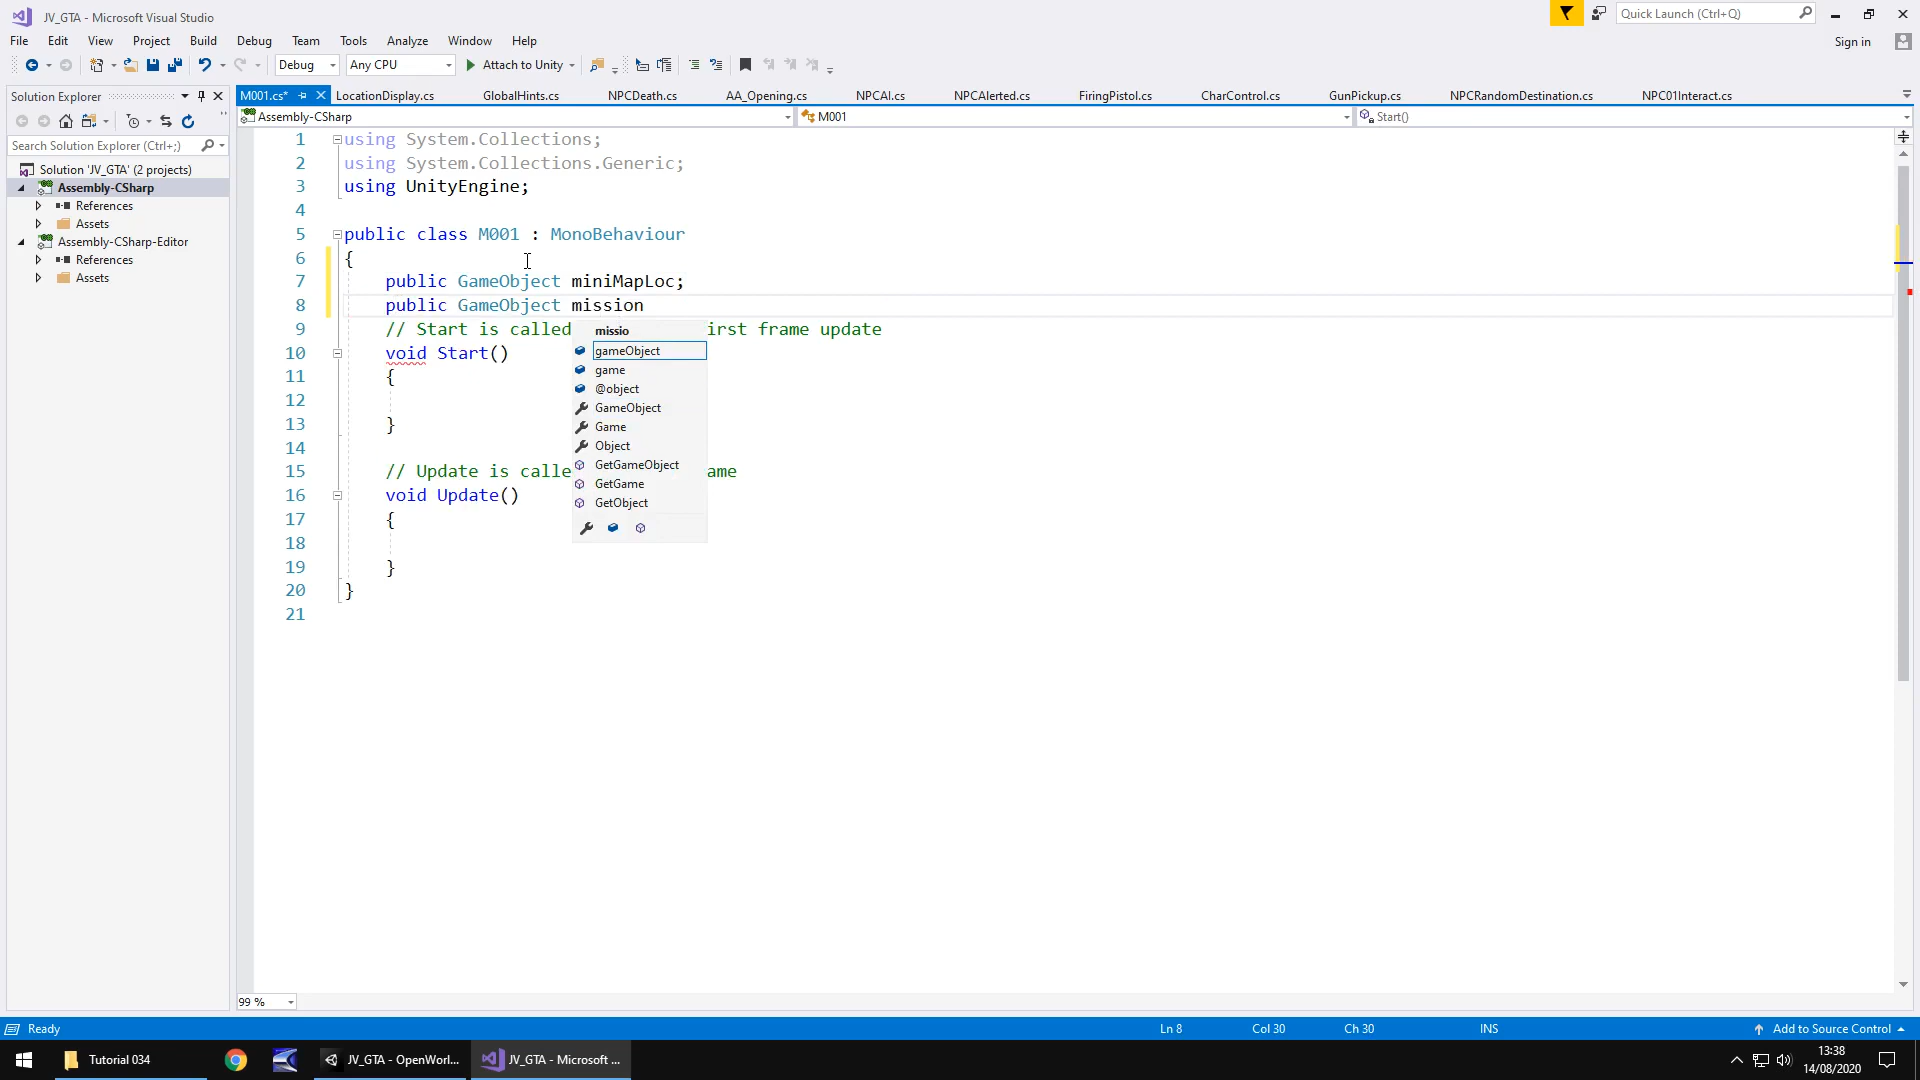 JV_GTA - Microsoft Visual Studio
Quick Launch (Ctrl+Q)
File Edit View Project Build Debug Team Tools Analyze Window Help
Sign in
Debug Any CPU Attach to Unity
Solution Explorer
M001.cs* LocationDisplay.cs GlobalHints.cs NPCDeath.cs AA_Opening.cs NPCAI.cs NPCAlerted.cs FiringPistol.cs CharControl.cs GunPickup.cs NPCRandomDestination.cs NPC01Interact.cs
Assembly-CSharp M001 Start()
Search Solution Explorer (Ctrl+;)
Solution 'JV_GTA' (2 projects)
Assembly-CSharp
References
Assets
Assembly-CSharp-Editor
References
Assets
1 using System.Collections;
2 using System.Collections.Generic;
3 using UnityEngine;
4
5 public class M001 : MonoBehaviour
6 {
7 public GameObject miniMapLoc;
8 public GameObject mission
9 // Start is called irst frame update
10 void Start()
11 {
12
13 }
14
15 // Update is calle ame
16 void Update()
17 {
18
19 }
20 }
21
missio
gameObject
game
@object
GameObject
Game
Object
GetGameObject
GetGame
GetObject
99 %
Ready Ln 8 Col 30 Ch 30 INS Add to Source Control
Tutorial 034 JV_GTA - OpenWorl... JV_GTA - Microsoft ...
13:38
14/08/2020